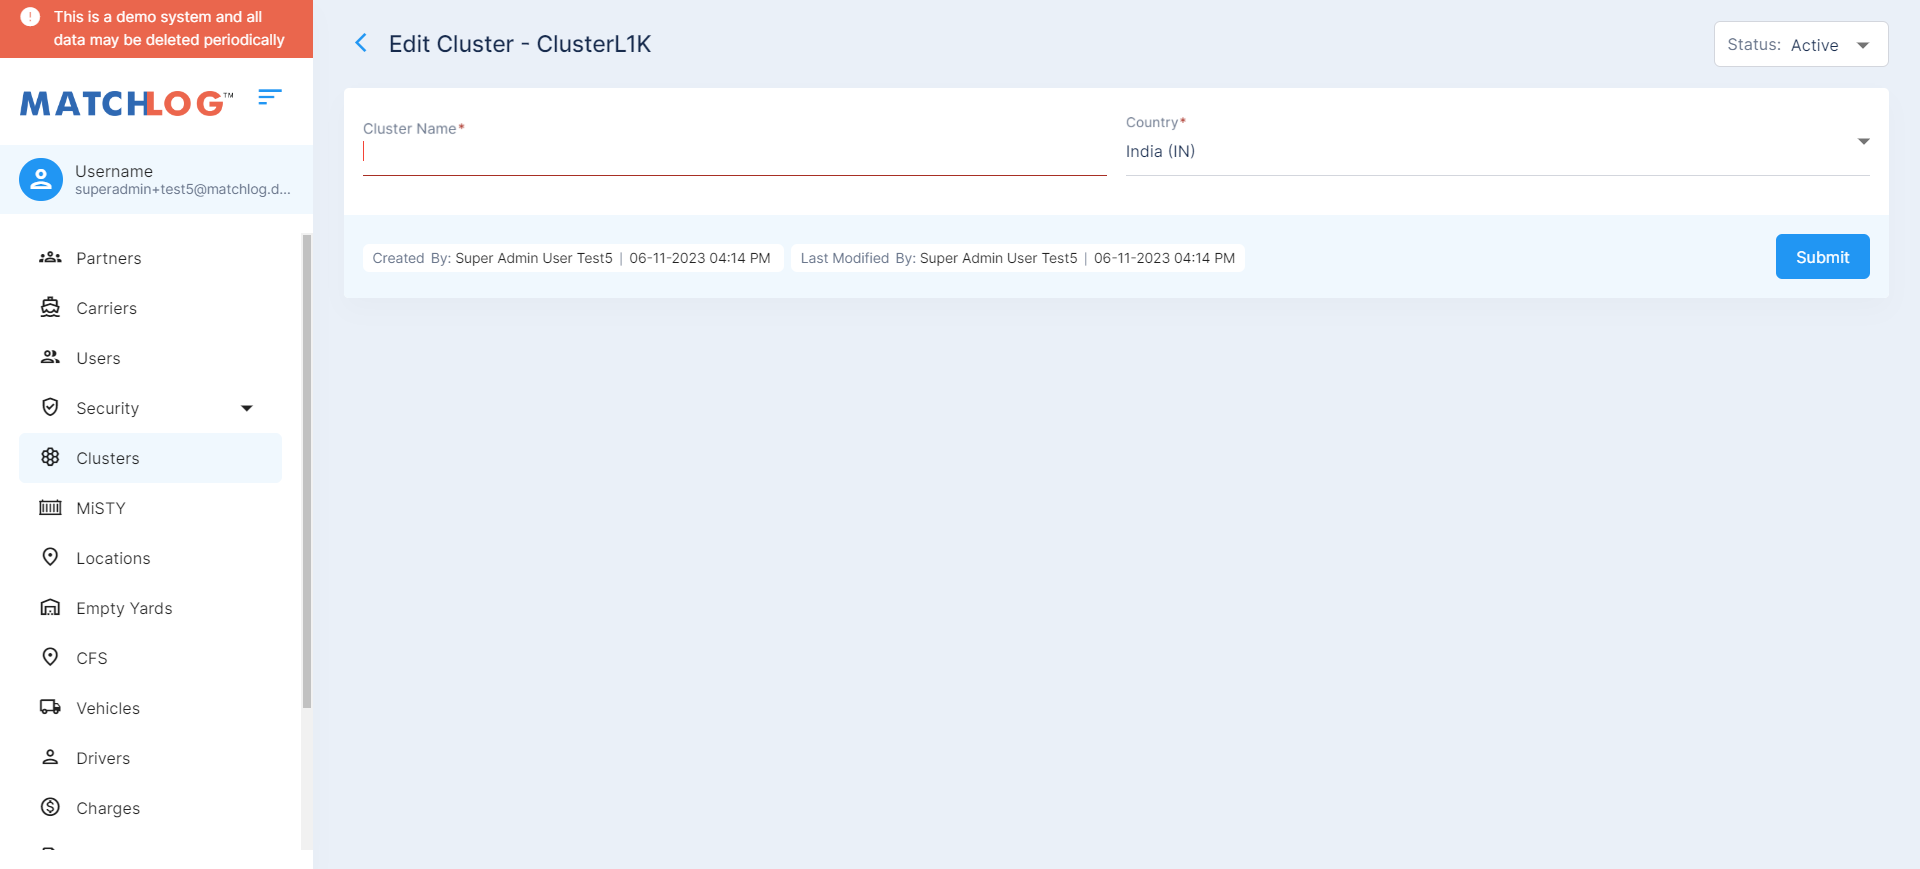 This is a demo system and all
data may be deleted periodically
MATCHLOG™
Username
superadmin+test5@matchlog.d...
Partners
Carriers
Users
Security
Clusters
MiSTY
Locations
Empty Yards
CFS
Vehicles
Drivers
Charges
Edit Cluster - ClusterL1K
Status: Active
Cluster Name*
Country*
India (IN)
Created By: Super Admin User Test5 | 06-11-2023 04:14 PM
Last Modified By: Super Admin User Test5 | 06-11-2023 04:14 PM
Submit